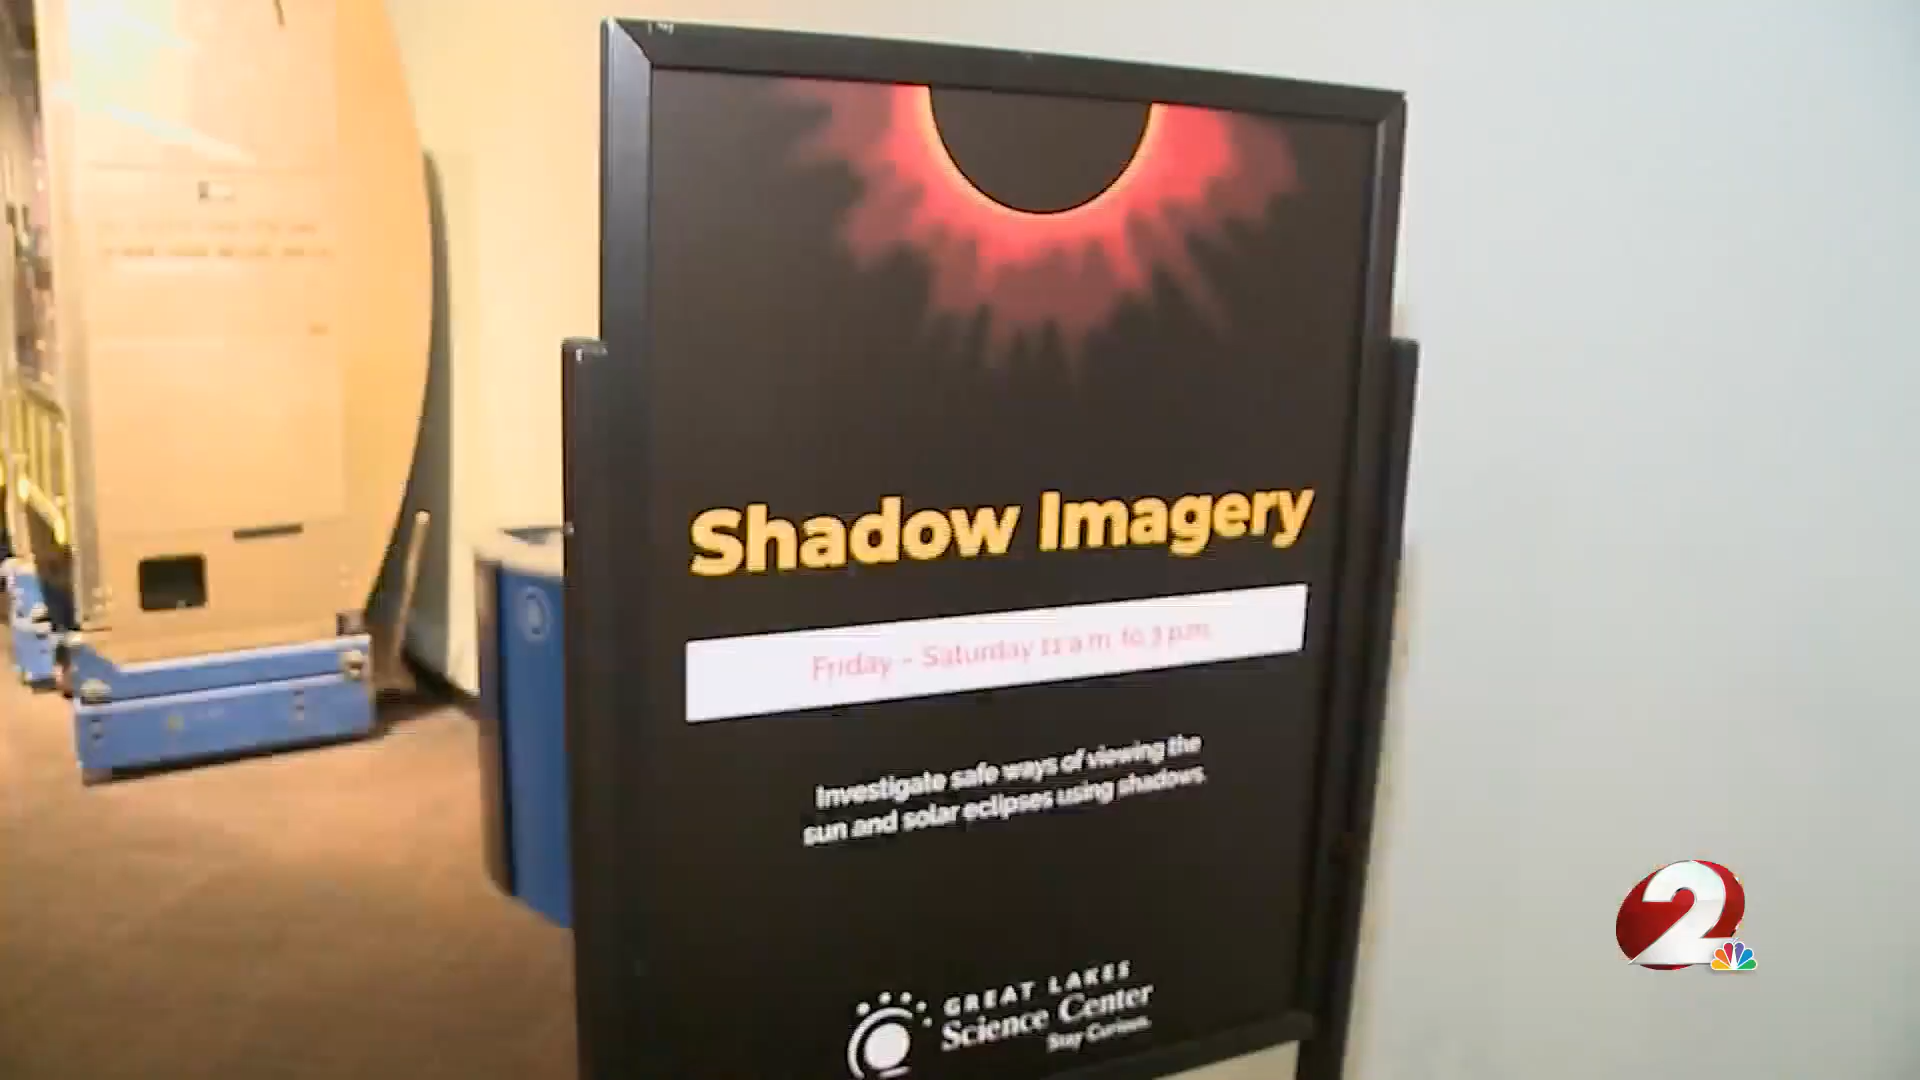 Shadow Imagery
Friday - Saturday 11 a.m. to 3 p.m.
Investigate safe ways of viewing the
sun and solar eclipses using shadows.
GREAT LAKES
Science Center
Stay Curious.
2